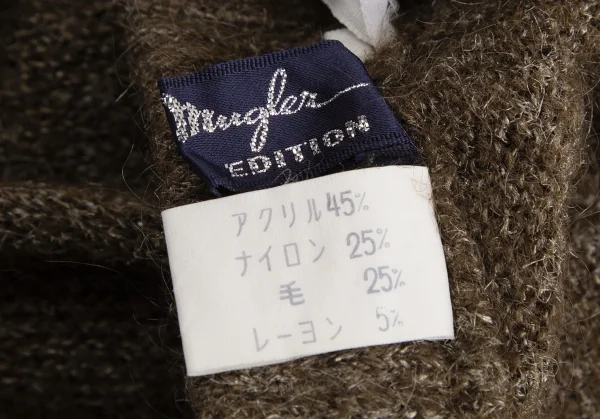 Mugler
EDITION
アクリル45%
ナイロン 25%
毛 25%
レーヨン 5%